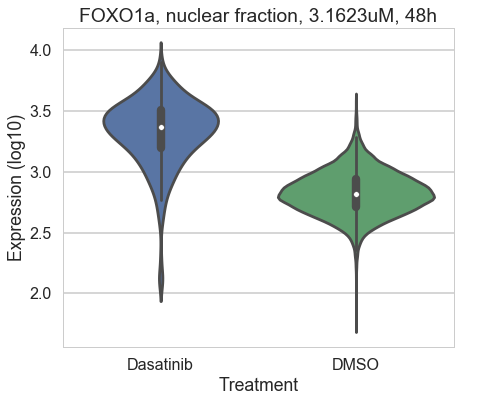 FOXO1a, nuclear fraction, 3.1623uM, 48h
4.0
3.5
3.0
2.5
2.0
Expression (log10)
Dasatinib
DMSO
Treatment